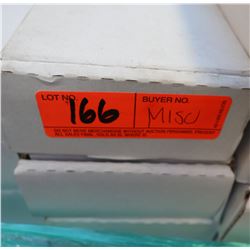 LOT NO. BUYER NO.
166 MISC
DO NOT MOVE MERCHANDISE WITHOUT AUCTION PERSONNEL PRESENT
ALL SALES FINAL. SOLD AS IS, WHERE IS.